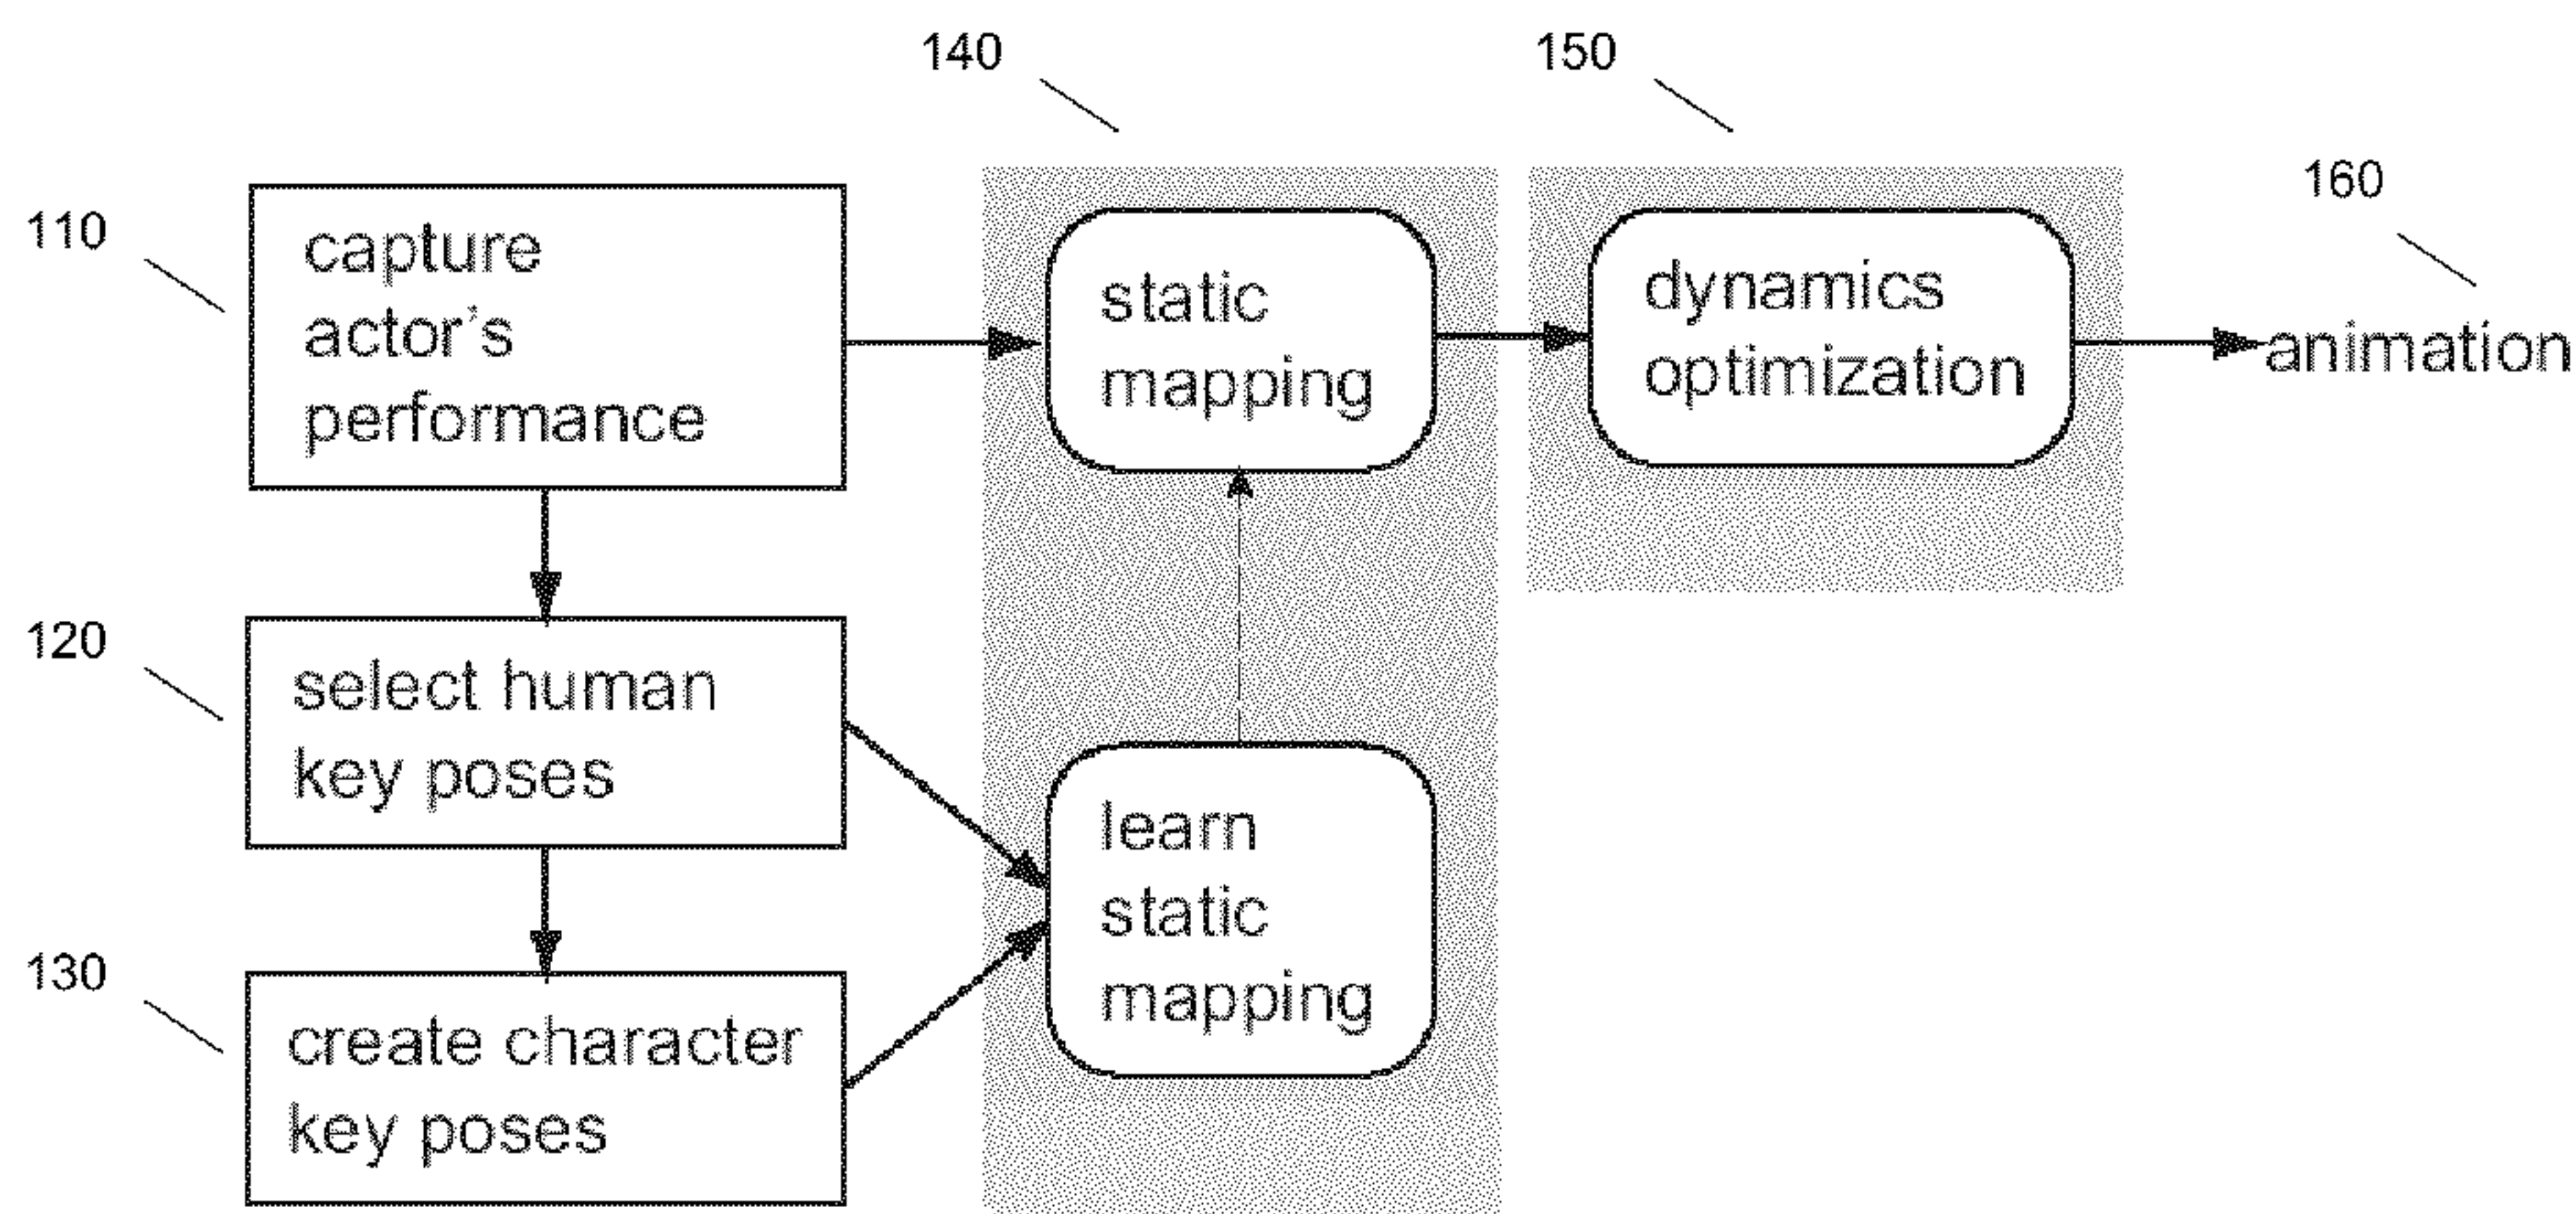 140
150
160
110
capture
actor's
performance
static
mapping
dynamics
optimization
animation
120
select human
key poses
learn
static
mapping
130
create character
key poses